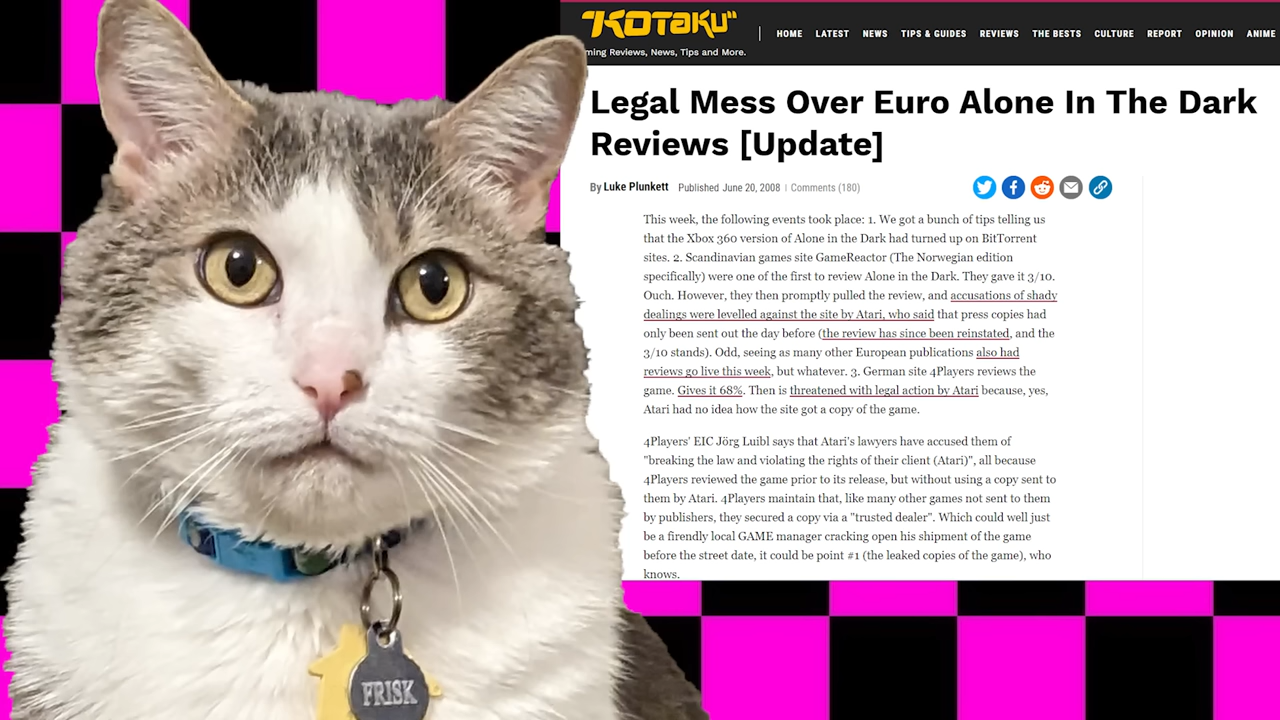 "KOTAKU"
ming Reviews, News, Tips and More.
HOME LATEST NEWS TIPS & GUIDES REVIEWS THE BESTS CULTURE REPORT OPINION ANIME
Legal Mess Over Euro Alone In The Dark
Reviews [Update]
By Luke Plunkett Published June 20, 2008 | Comments (180)
This week, the following events took place: 1. We got a bunch of tips telling us
that the Xbox 360 version of Alone in the Dark had turned up on BitTorrent
sites. 2. Scandinavian games site GameReactor (The Norwegian edition
specifically) were one of the first to review Alone in the Dark. They gave it 3/10.
Ouch. However, they then promptly pulled the review, and accusations of shady
dealings were levelled against the site by Atari, who said that press copies had
only been sent out the day before (the review has since been reinstated, and the
3/10 stands). Odd, seeing as many other European publications also had
reviews go live this week, but whatever. 3. German site 4Players reviews the
game. Gives it 68%. Then is threatened with legal action by Atari because, yes,
Atari had no idea how the site got a copy of the game.
4Players' EIC Jörg Luibl says that Atari's lawyers have accused them of
"breaking the law and violating the rights of their client (Atari)", all because
4Players reviewed the game prior to its release, but without using a copy sent to
them by Atari. 4Players maintain that, like many other games not sent to them
by publishers, they secured a copy via a "trusted dealer". Which could well just
be a firendly local GAME manager cracking open his shipment of the game
before the street date, it could be point #1 (the leaked copies of the game), who
knows.
FRISK